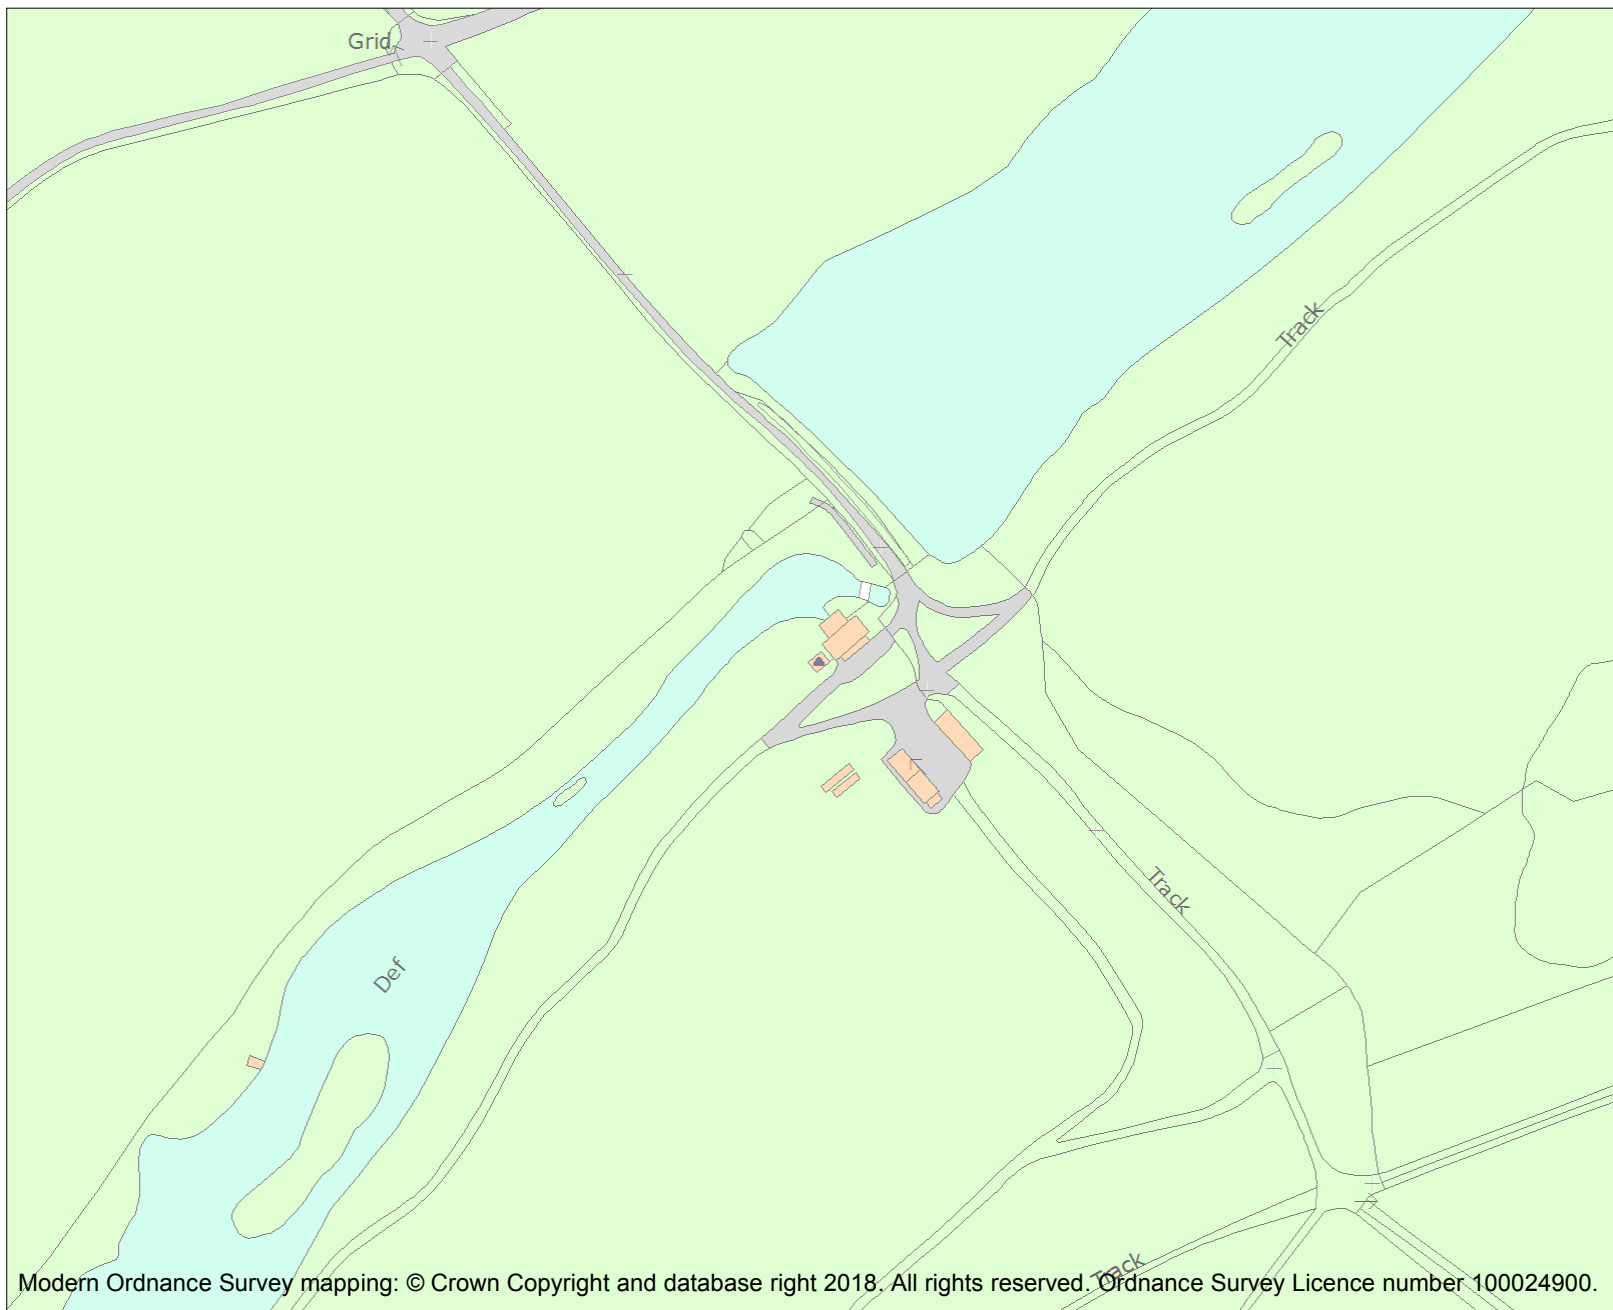 Grid
Track
Track
Def
Track
Modern Ordnance Survey mapping: © Crown Copyright and database right 2018. All rights reserved. Ordnance Survey Licence number 100024900.